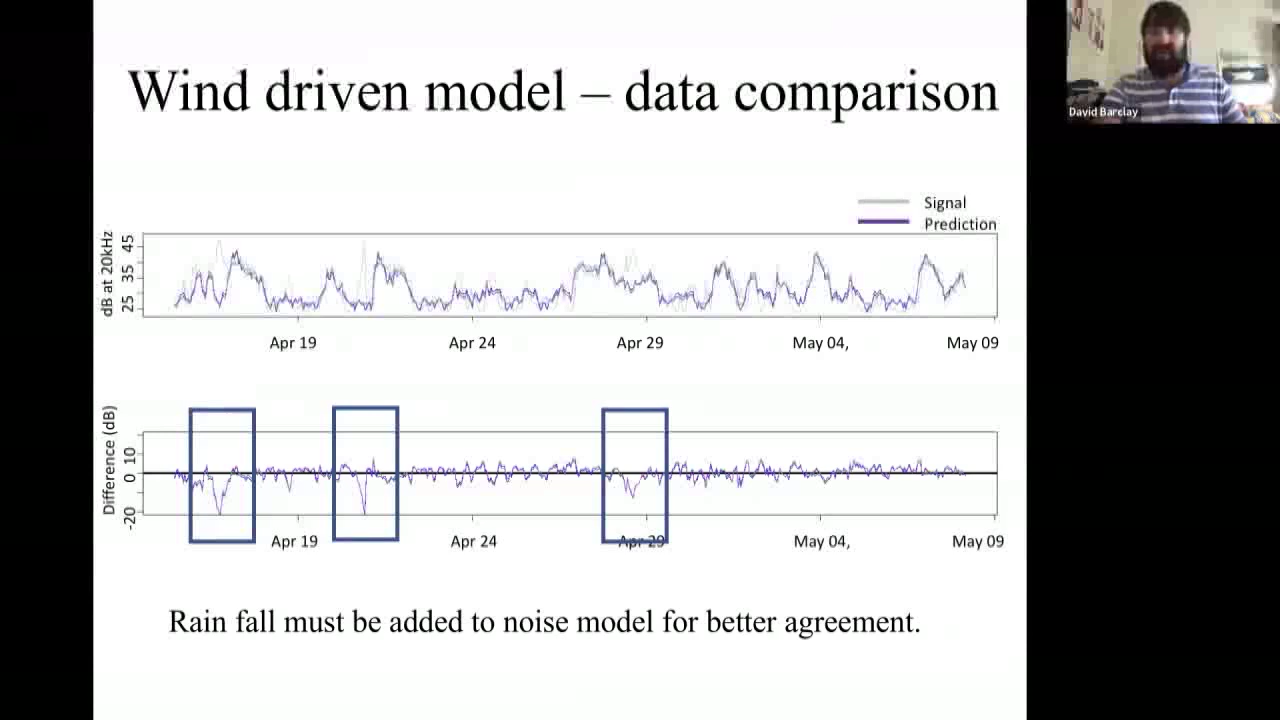 Wind driven model – data comparison
David Barclay
Signal
Prediction
dB at 20kHz
45
35
25
Apr 19
Apr 24
Apr 29
May 04,
May 09
Difference (dB)
10
0
-20
Apr 19
Apr 24
Apr 29
May 04,
May 09
Rain fall must be added to noise model for better agreement.